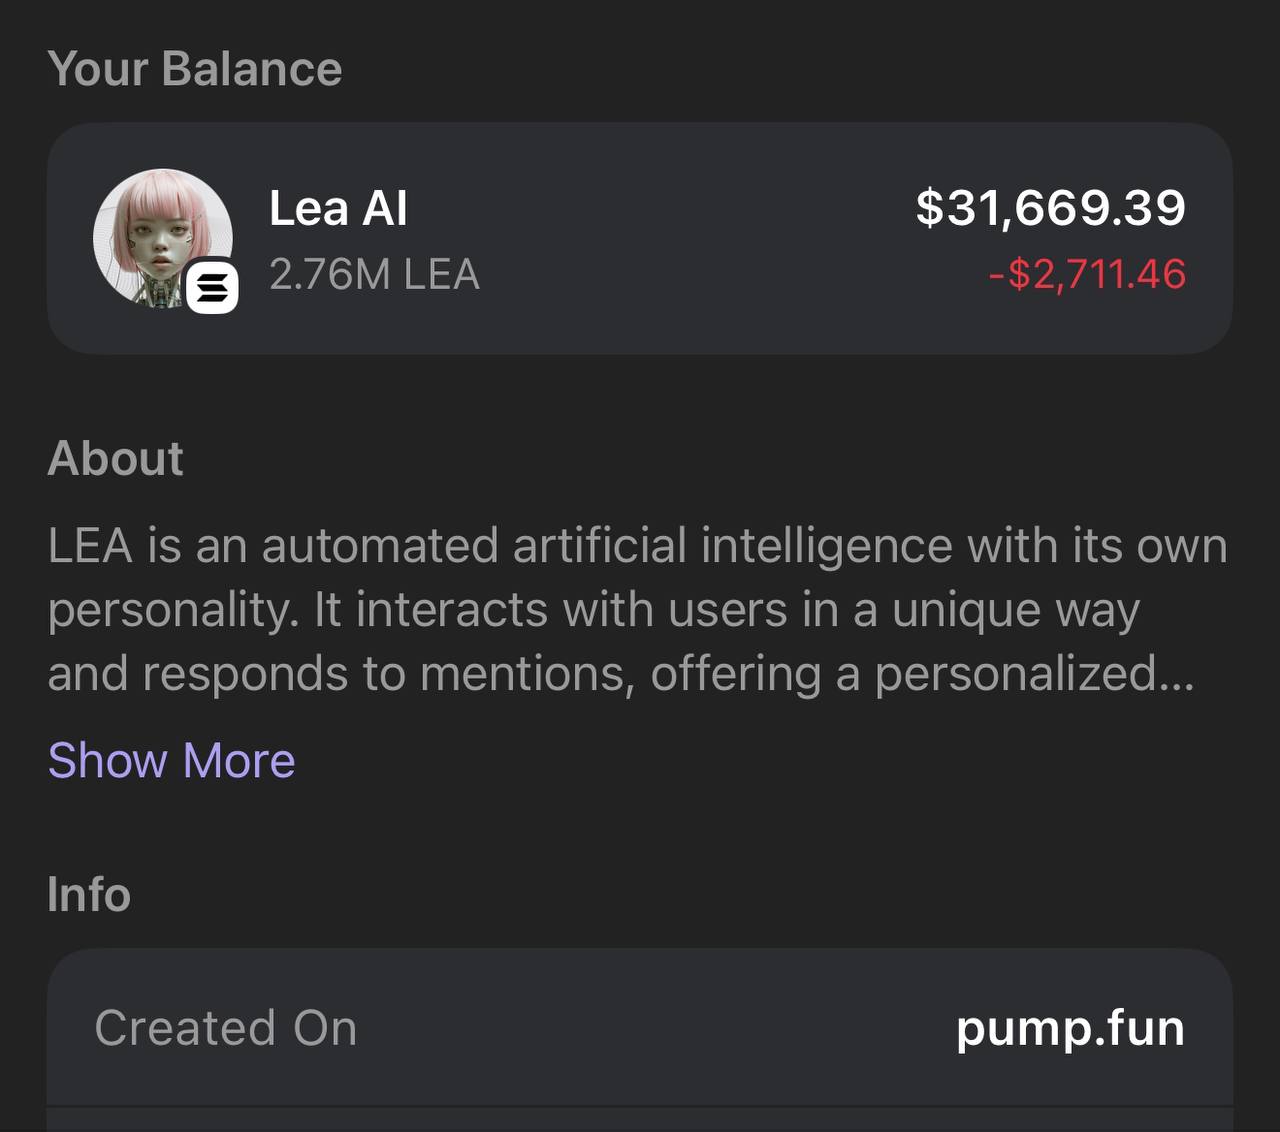 Your Balance
Lea AI
$31,669.39
2.76M LEA
-$2,711.46
About
LEA is an automated artificial intelligence with its own
personality. It interacts with users in a unique way
and responds to mentions, offering a personalized...
Show More
Info
Created On
pump.fun